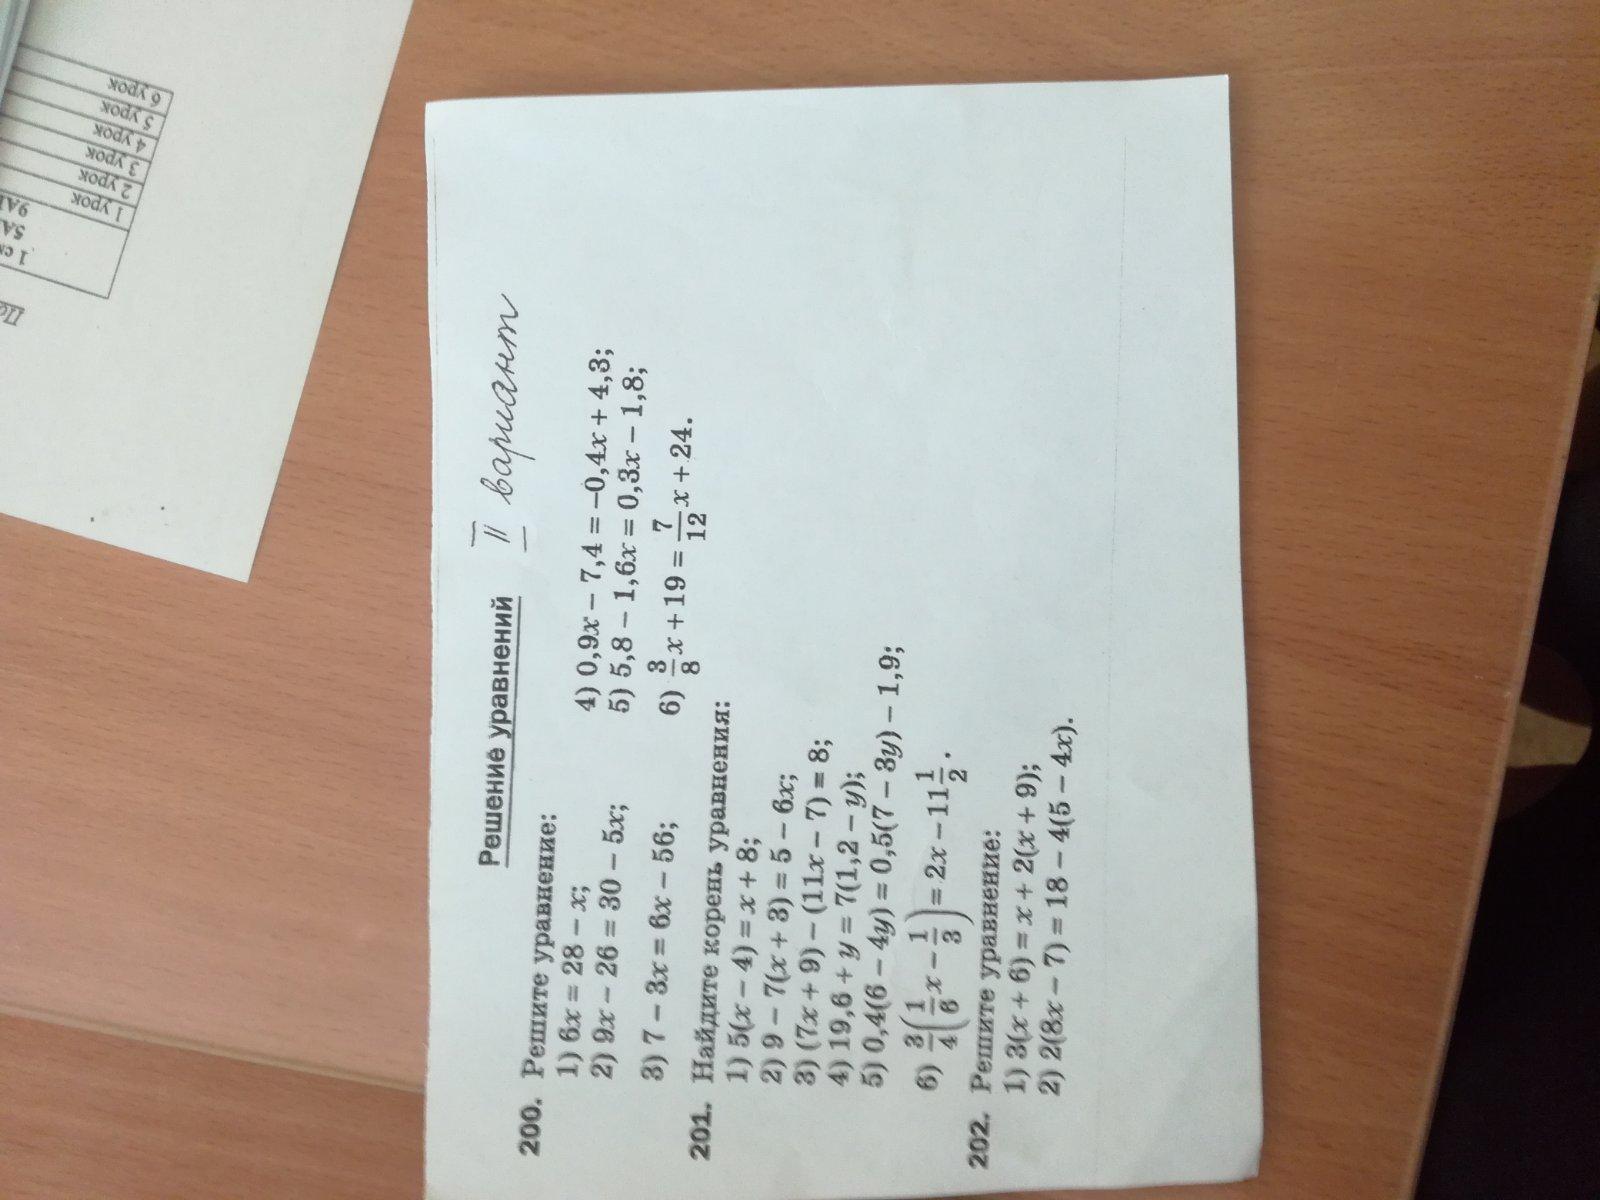 Решение уравнений II вариант
200. Решите уравнение:
1) 6x = 28 − x;
2) 9x − 26 = 30 − 5x;
3) 7 − 3x = 6x − 56;
4) 0,9x − 7,4 = −0,4x + 4,3;
5) 5,8 − 1,6x = 0,3x − 1,8;
6) 3/8 x + 19 = 7/12 x + 24.
201. Найдите корень уравнения:
1) 5(x − 4) = x + 8;
2) 9 − 7(x + 3) = 5 − 6x;
3) (7x + 9) − (11x − 7) = 8;
4) 19,6 + y = 7(1,2 − y);
5) 0,4(6 − 4y) = 0,5(7 − 3y) − 1,9;
6) 3/4 (1/6 x − 1/3) = 2x − 11 1/2.
202. Решите уравнение:
1) 3(x + 6) = x + 2(x + 9);
2) 2(8x − 7) = 18 − 4(5 − 4x).
1 урок
2 урок
3 урок
4 урок
5 урок
6 урок